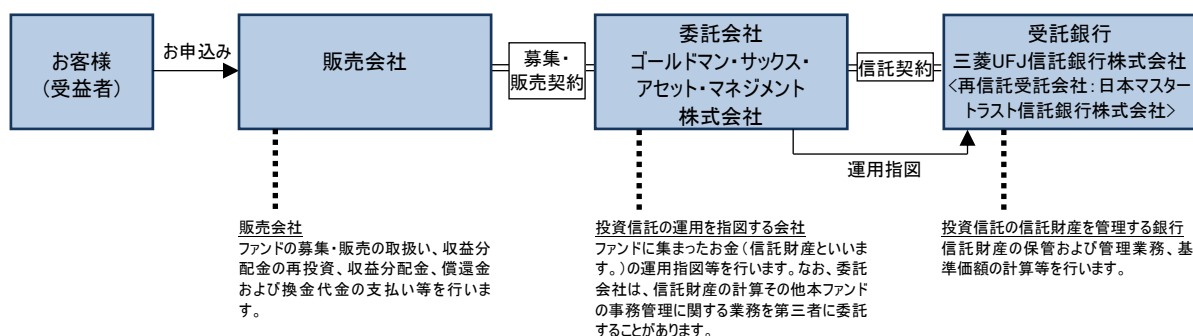 お客様
(受益者)
お申込み
販売会社
募集・
販売契約
委託会社
ゴールドマン・サックス・
アセット・マネジメント
株式会社
信託契約
受託銀行
三菱UFJ信託銀行株式会社
<再信託受託会社:日本マスター
トラスト信託銀行株式会社>
運用指図
販売会社
ファンドの募集・販売の取扱い、収益分
配金の再投資、収益分配金、償還金
および換金代金の支払い等を行いま
す。
投資信託の運用を指図する会社
ファンドに集まったお金(信託財産といいま
す。)の運用指図等を行います。なお、委託
会社は、信託財産の計算その他本ファンド
の事務管理に関する業務を第三者に委託
することがあります。
投資信託の信託財産を管理する銀行
信託財産の保管および管理業務、基
準価額の計算等を行います。